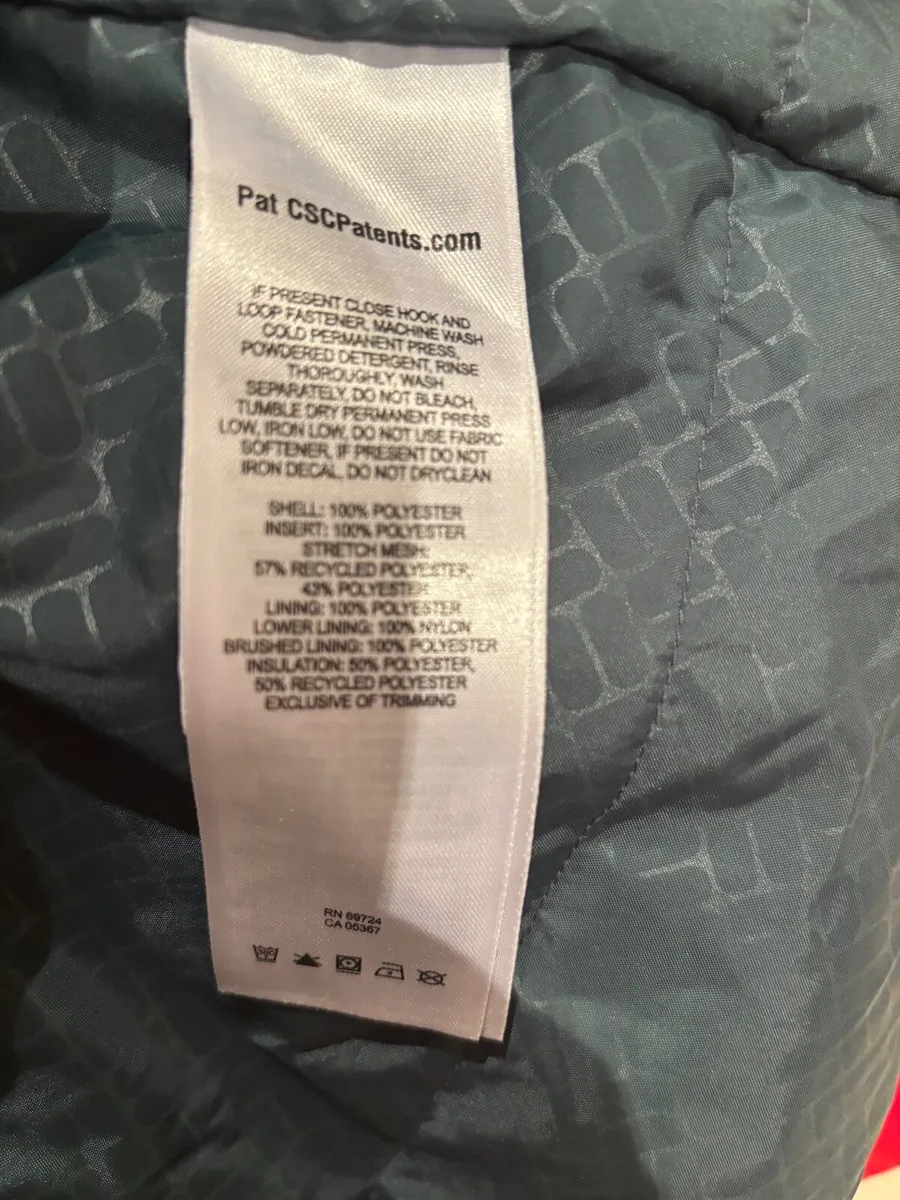 Pat CSCPatents.com
IF PRESENT CLOSE HOOK AND
LOOP FASTENER, MACHINE WASH
COLD PERMANENT PRESS,
POWDERED DETERGENT, RINSE
THOROUGHLY, WASH
SEPARATELY, DO NOT BLEACH,
TUMBLE DRY PERMANENT PRESS
LOW, IRON LOW, DO NOT USE FABRIC
SOFTENER, IF PRESENT DO NOT
IRON DECAL, DO NOT DRYCLEAN
SHELL: 100% POLYESTER
INSERT: 100% POLYESTER
STRETCH MESH:
57% RECYCLED POLYESTER,
43% POLYESTER
LINING: 100% POLYESTER
LOWER LINING: 100% NYLON
BRUSHED LINING: 100% POLYESTER
INSULATION: 50% POLYESTER,
50% RECYCLED POLYESTER
EXCLUSIVE OF TRIMMING
RN 69724
CA 05367